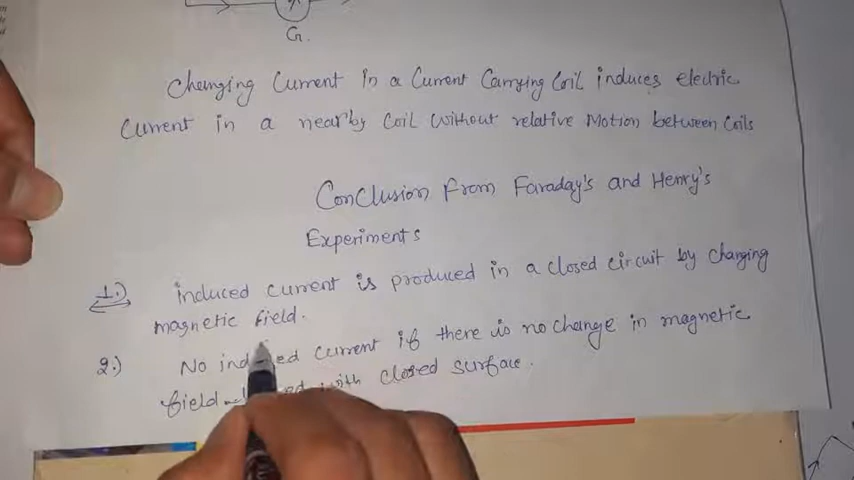 G.
Changing Current in a Current Carrying Coil induces electric
Current in a nearby Coil without relative Motion between Coils
Conclusion From Faraday's and Henry's
Experiments
1.) induced current is produced in a closed circuit by changing
magnetic field.
2.) No induced current if there is no change in magnetic
field with closed surface.